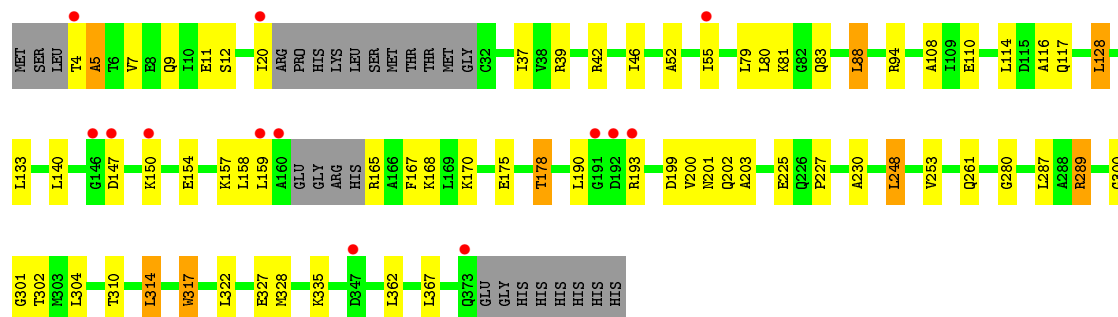 MET SER LEU T4 A5 T6 V7 E8 Q9 I10 E11 S12 I20 ARG PRO HIS LYS LEU SER MET THR THR MET GLY C32 I37 V38 R39 R42 I46 A52 I55 L79 L80 K81 G82 Q83 L88 R94 A108 I109 E110 L114 D115 A116 Q117 L128
L133 L140 G146 D147 K150 E154 K157 L158 L159 A160 GLU GLY ARG HIS R165 A166 F167 K168 L169 K170 E175 T178 L190 G191 D192 R193 D199 V200 N201 Q202 A203 E225 Q226 P227 A230 L248 V253 Q261 G280 L287 A288 R289 G300
G301 T302 M303 L304 T310 L314 W317 L322 E327 M328 K335 D347 L362 L367 Q373 GLU GLY HIS HIS HIS HIS HIS HIS